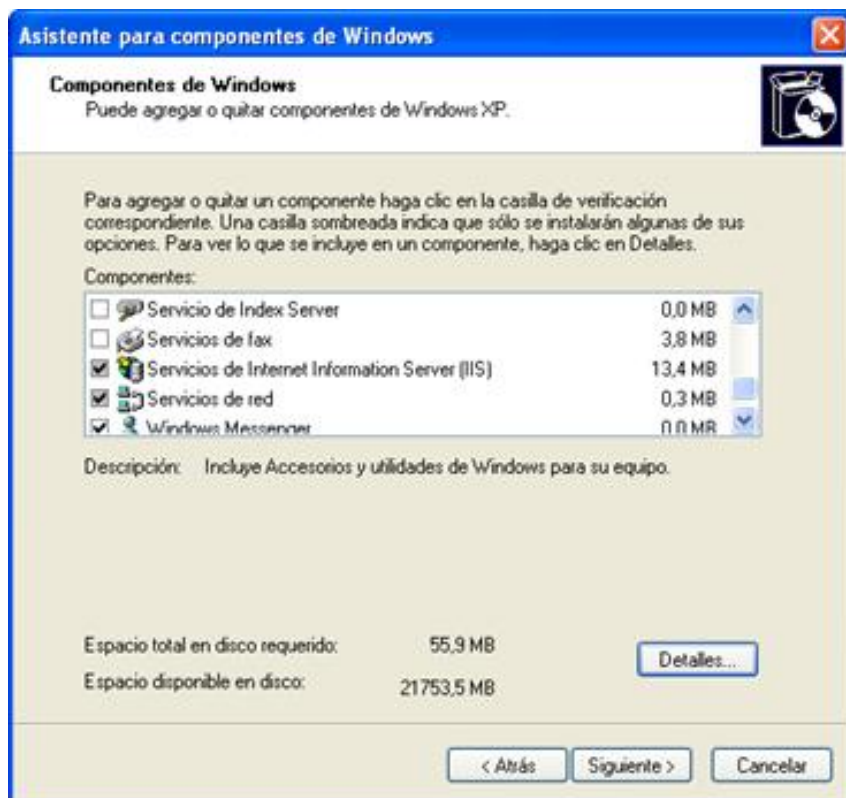 Asistente para componentes de Windows
Componentes de Windows
Puede agregar o quitar componentes de Windows XP.
Para agregar o quitar un componente haga clic en la casilla de verificación
correspondiente. Una casilla sombreada indica que sólo se instalarán algunas de sus
opciones. Para ver lo que se incluye en un componente, haga clic en Detalles.
Componentes:
Servicio de Index Server 0,0 MB
Servicios de fax 3,8 MB
Servicios de Internet Information Server (IIS) 13,4 MB
Servicios de red 0,3 MB
Windows Messenger 0,0 MB
Descripción: Incluye Accesorios y utilidades de Windows para su equipo.
Espacio total en disco requerido: 55,9 MB
Detalles...
Espacio disponible en disco: 21753,5 MB
< Atrás Siguiente > Cancelar